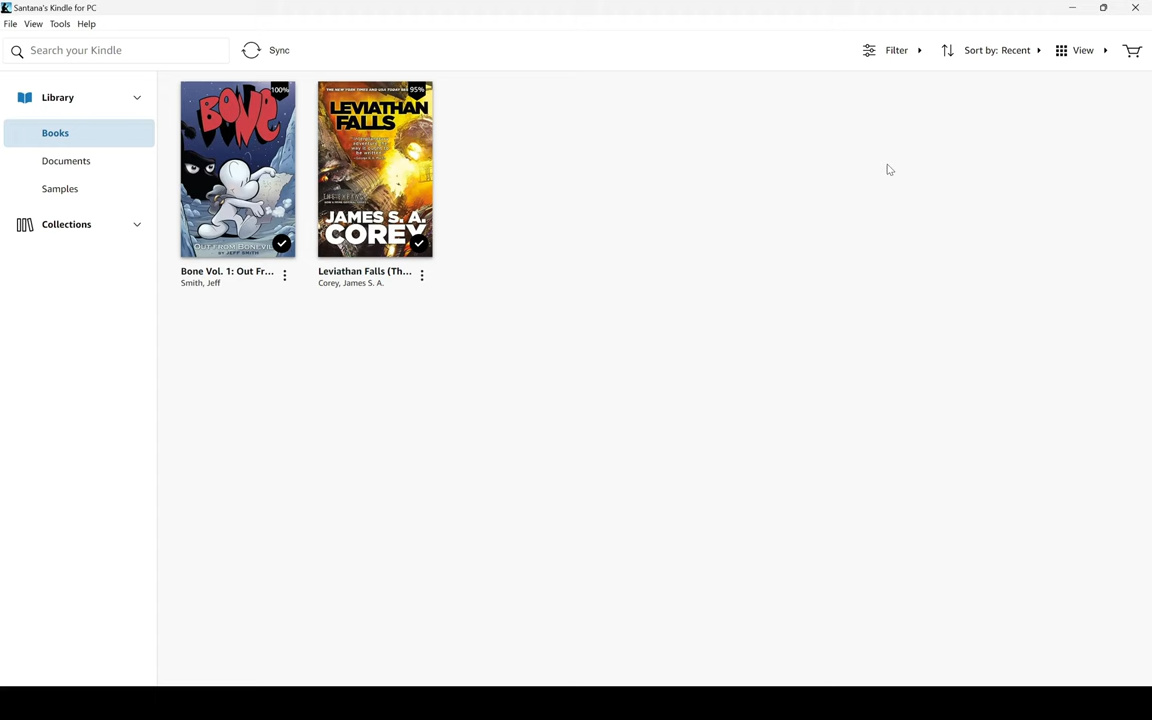 Santana's Kindle for PC
File View Tools Help
Search your Kindle
Sync
Filter
Sort by: Recent
View
Library
Books
Documents
Samples
Collections
100%
BONE
OUT FROM BONEVIL
BY JEFF SMITH
Bone Vol. 1: Out Fr...
Smith, Jeff
95%
LEVIATHAN
FALLS
JAMES S. A.
COREY
Leviathan Falls (Th...
Corey, James S. A.